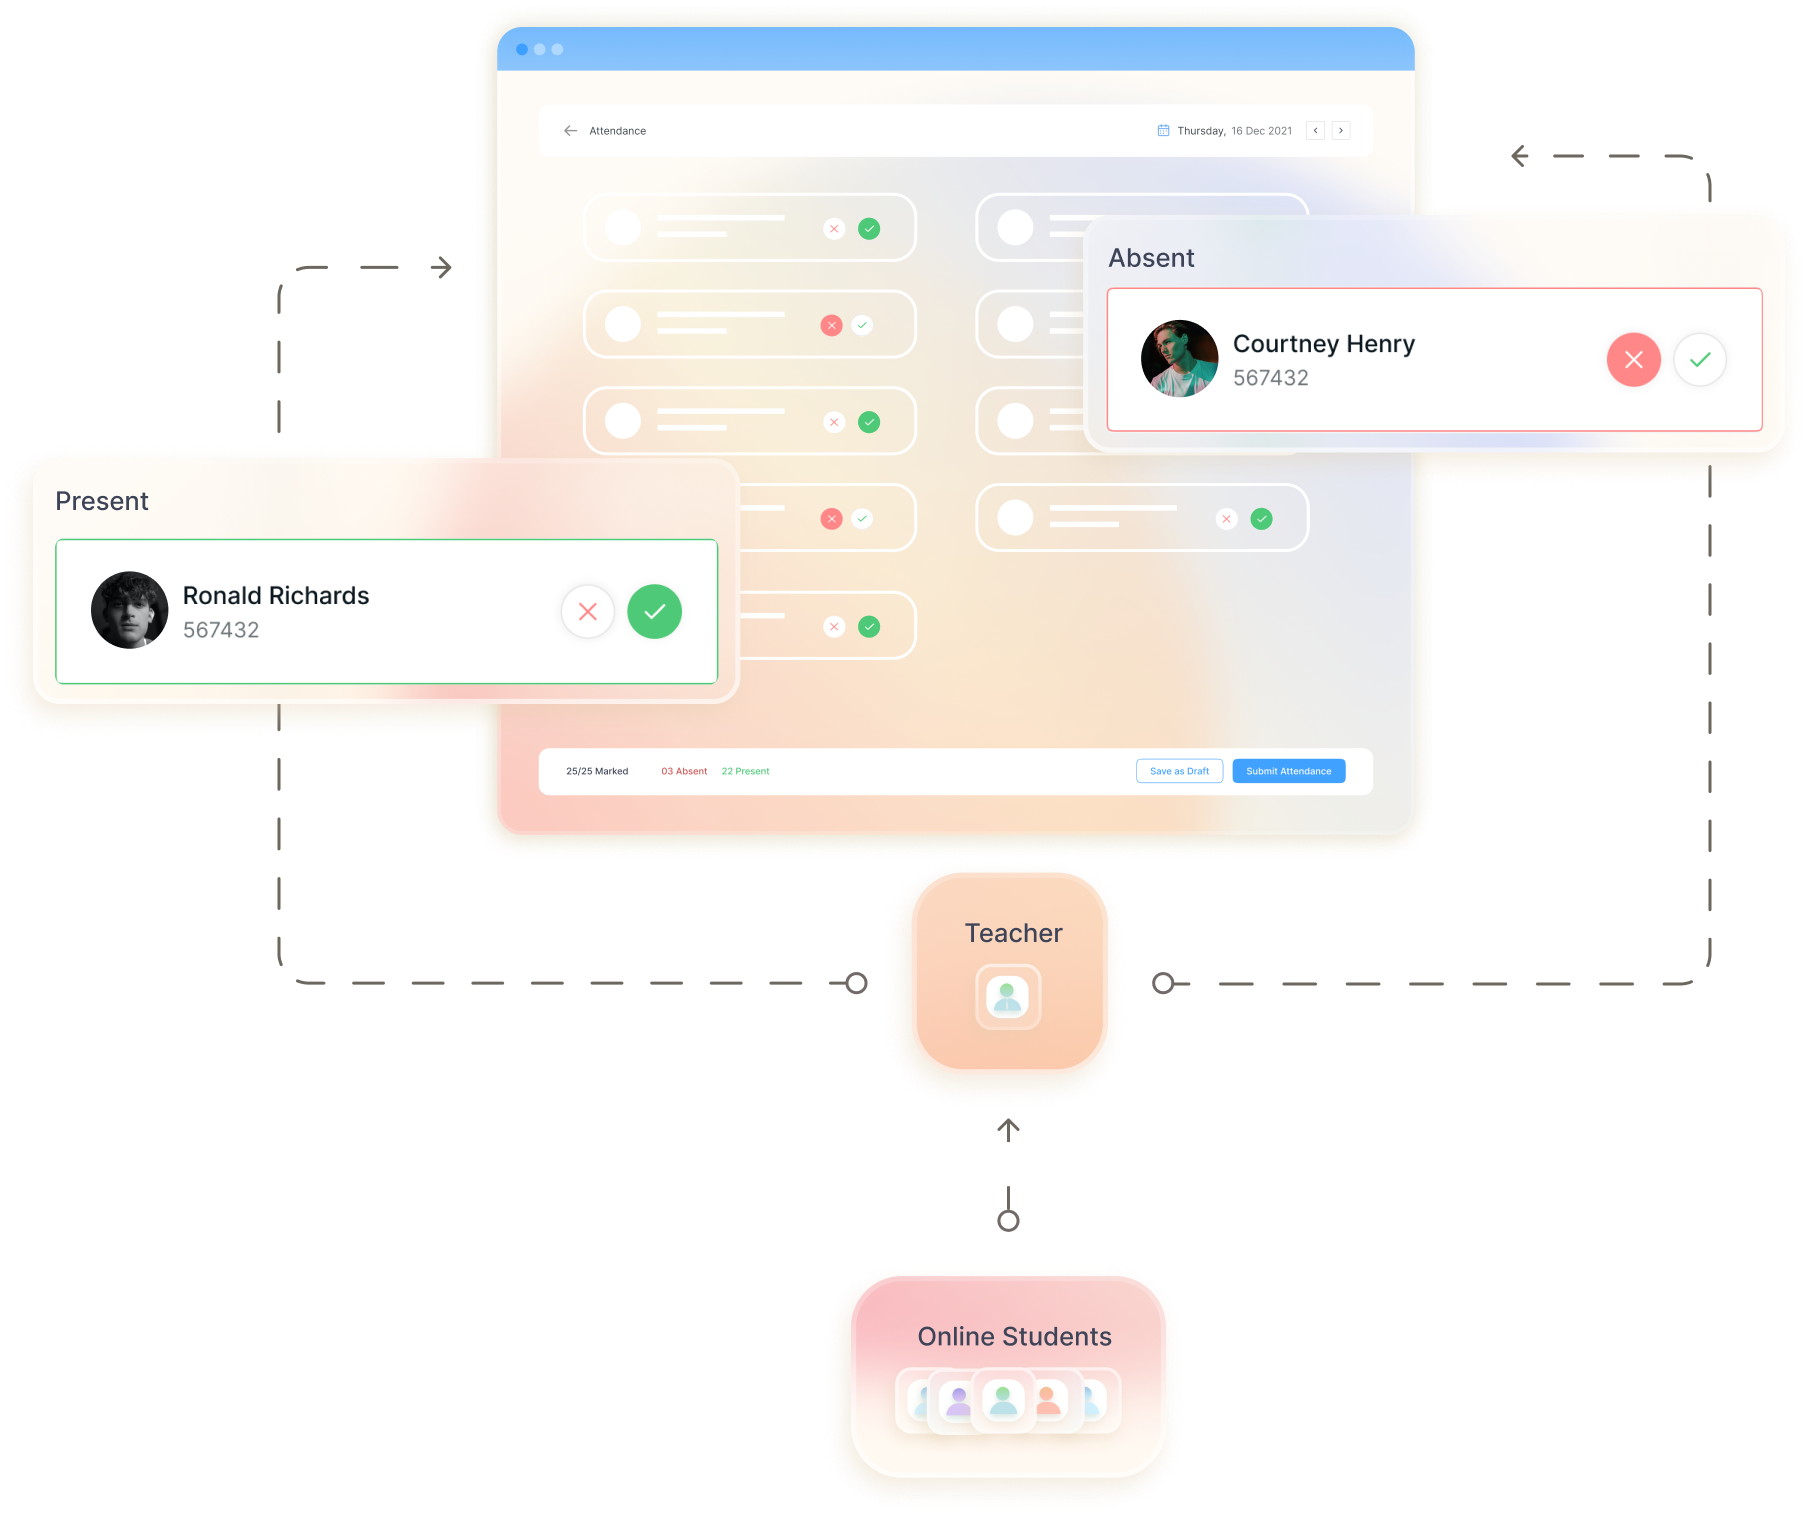 Attendance
Thursday, 16 Dec 2021
Absent
Courtney Henry
567432
Present
Ronald Richards
567432
25/25 Marked 03 Absent 22 Present
Save as Draft
Submit Attendance
Teacher
Online Students